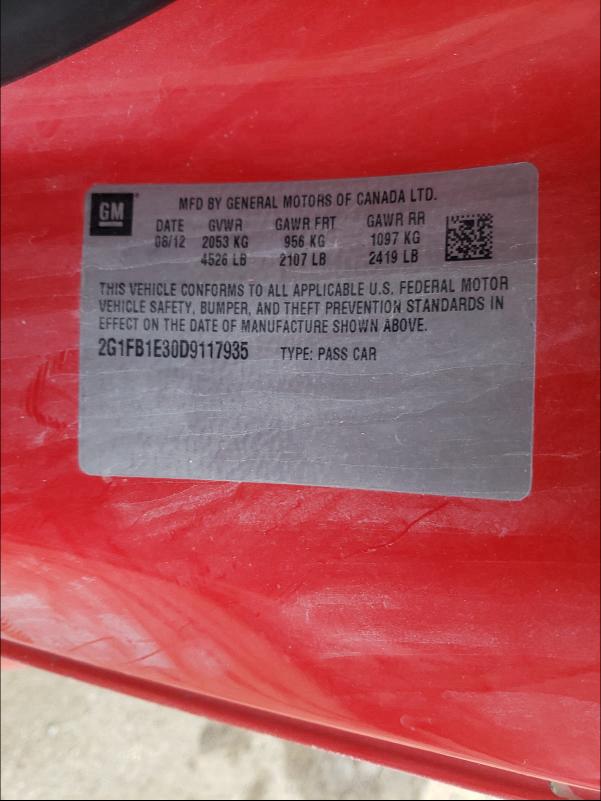 GM
MFD BY GENERAL MOTORS OF CANADA LTD.
DATE GVWR GAWR FRT GAWR RR
08/12 2053 KG 956 KG 1097 KG
4526 LB 2107 LB 2419 LB
THIS VEHICLE CONFORMS TO ALL APPLICABLE U.S. FEDERAL MOTOR
VEHICLE SAFETY, BUMPER, AND THEFT PREVENTION STANDARDS IN
EFFECT ON THE DATE OF MANUFACTURE SHOWN ABOVE.
2G1FB1E30D9117935 TYPE: PASS CAR